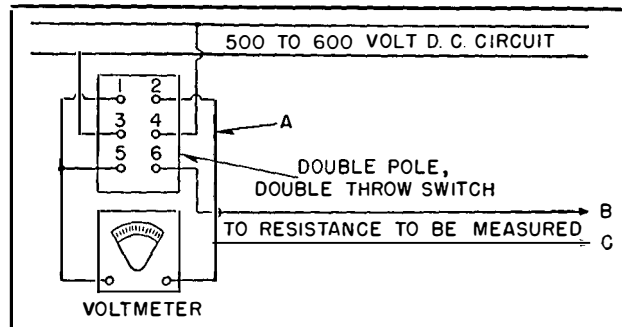 500 TO 600 VOLT D. C. CIRCUIT
1 2
3 4
5 6
A
DOUBLE POLE,
DOUBLE THROW SWITCH
B
TO RESISTANCE TO BE MEASURED
C
VOLTMETER